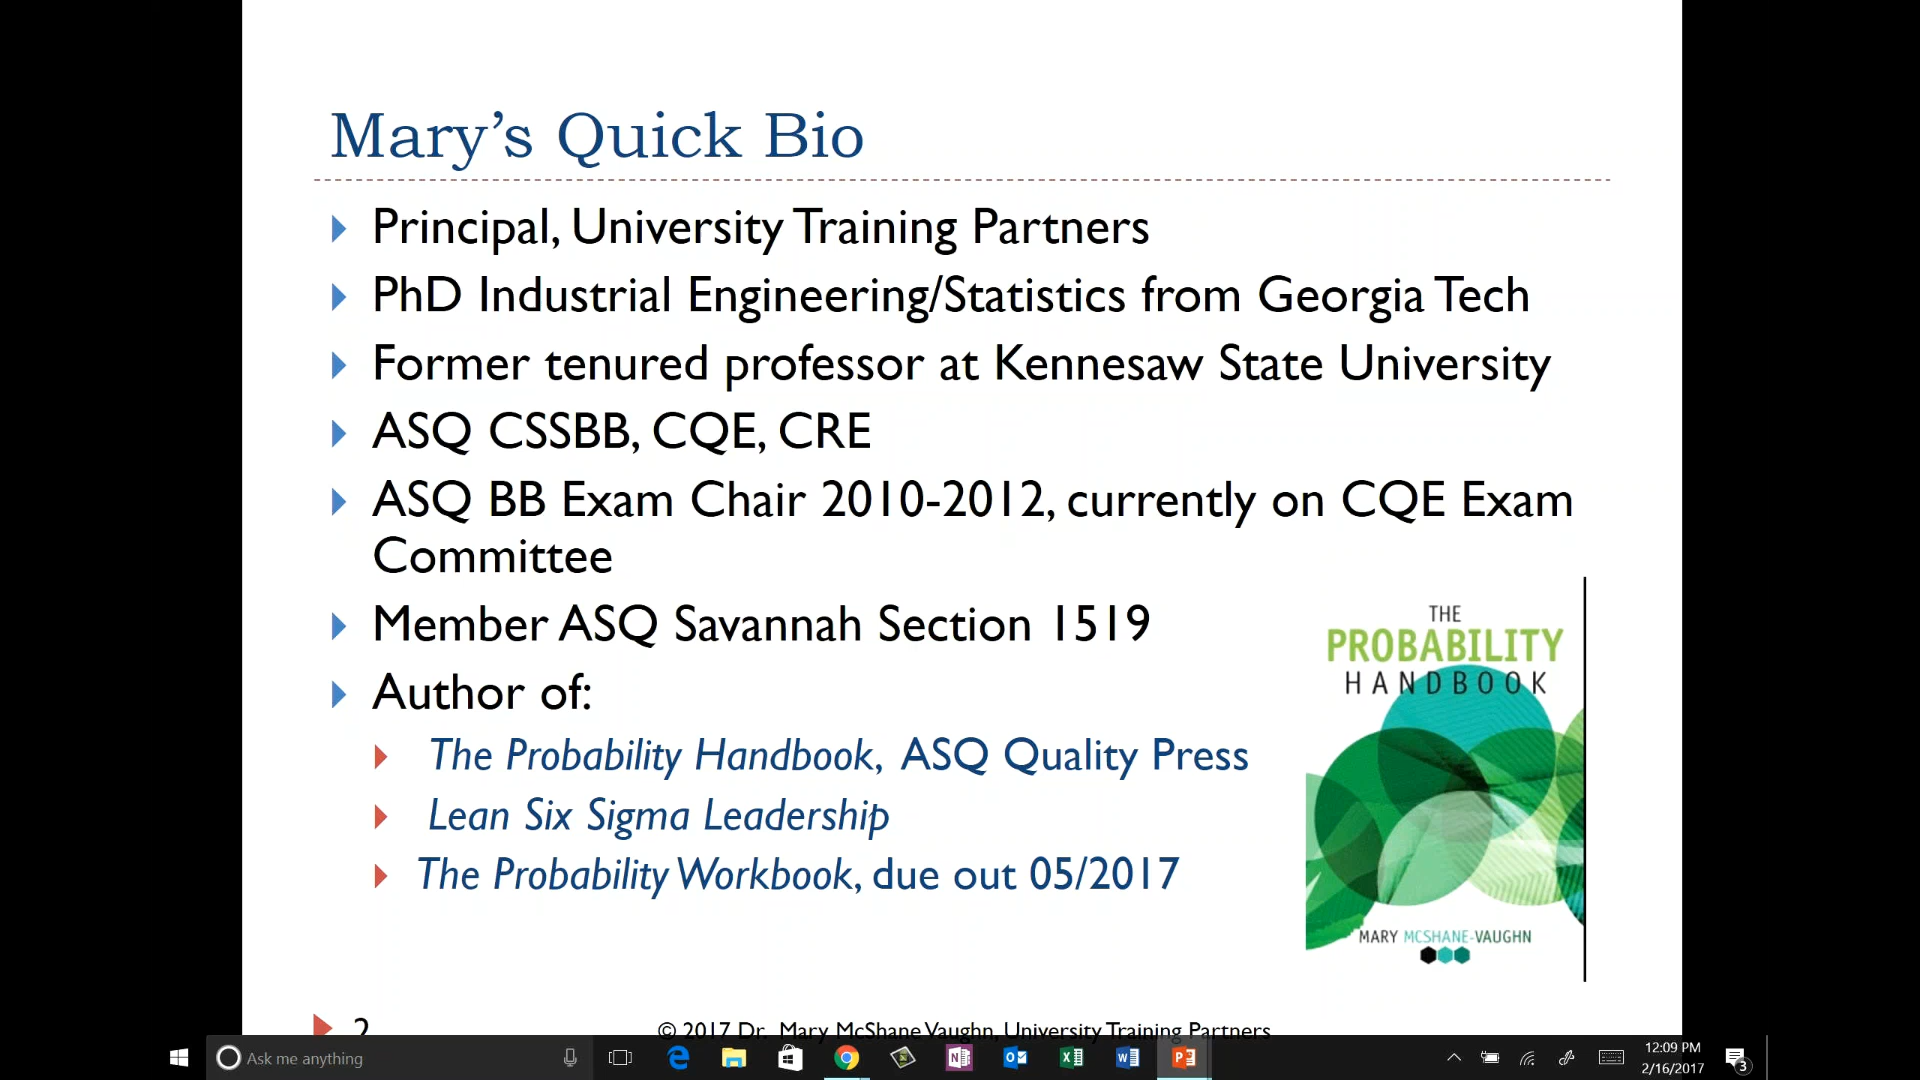 Mary’s Quick Bio
Principal, University Training Partners
PhD Industrial Engineering/Statistics from Georgia Tech
Former tenured professor at Kennesaw State University
ASQ CSSBB, CQE, CRE
ASQ BB Exam Chair 2010-2012, currently on CQE Exam
Committee
Member ASQ Savannah Section 1519
Author of:
The Probability Handbook, ASQ Quality Press
Lean Six Sigma Leadership
The Probability Workbook, due out 05/2017
THE
PROBABILITY
HANDBOOK
MARY MCSHANE-VAUGHN
2
© 2017 Dr. Mary McShane Vaughn, University Training Partners
Ask me anything
12:09 PM
2/16/2017
3